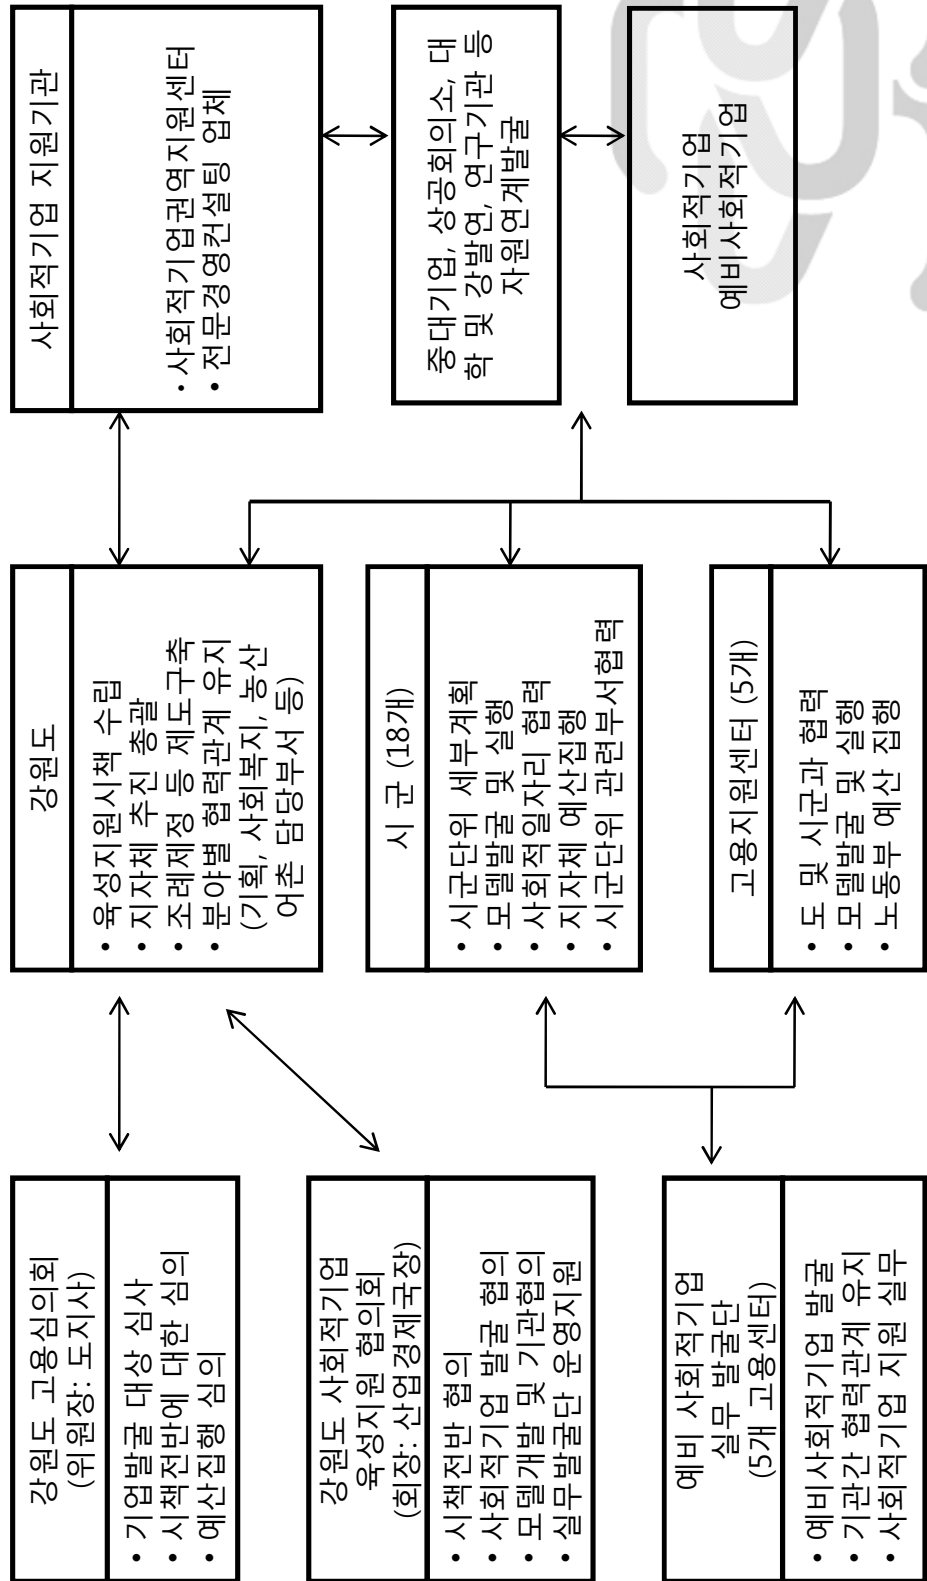 강원도 고용심의회
(위원장: 도지사)
• 기업발굴 대상 심사
• 시책전반에 대한 심의
• 예산집행 심의
강원도 사회적기업
육성지원 협의회
(회장: 산업경제국장)
• 시책전반 협의
• 사회적기업 발굴 협의
• 모델개발 및 기관협의
• 실무발굴단 운영지원
예비 사회적기업
실무 발굴단
(5개 고용센터)
• 예비사회적기업 발굴
• 기관간 협력관계 유지
• 사회적기업 지원 실무
강원도
• 육성지원시책 수립
• 지자체 추진 총괄
• 조례제정 등 제도구축
• 분야별 협력관계 유지
(기획, 사회복지, 농산
어촌 담당부서 등)
시 군 (18개)
• 시군단위 세부계획
• 모델발굴 및 실행
• 사회적일자리 협력
• 지자체 예산집행
• 시군단위 관련부서협력
고용지원센터 (5개)
• 도 및 시군과 협력
• 모델발굴 및 실행
• 노동부 예산 집행
사회적기업 지원기관
• 사회적기업권역지원센터
• 전문경영컨설팅 업체
중대기업, 상공회의소, 대
학 및 강발연, 연구기관 등
자원연계발굴
사회적기업
예비사회적기업